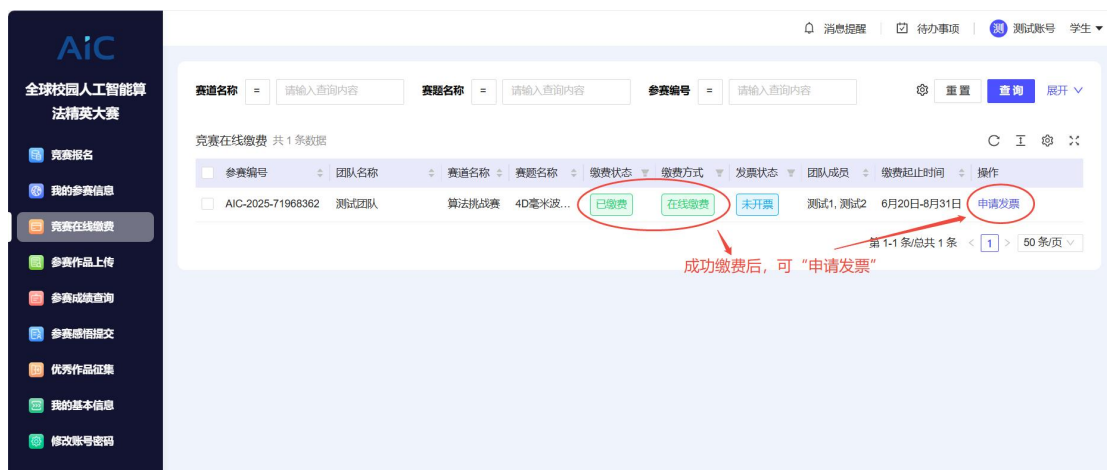 AiC
全球校园人工智能算
法精英大赛
竞赛报名
我的参赛信息
竞赛在线缴费
参赛作品上传
参赛成绩查询
参赛感悟提交
优秀作品征集
我的基本信息
修改账号密码
消息提醒 待办事项 测 测试账号 学生
赛道名称 = 请输入查询内容 赛题名称 = 请输入查询内容 参赛编号 = 请输入查询内容 重置 查询 展开
竞赛在线缴费 共 1 条数据
参赛编号 团队名称 赛道名称 赛题名称 缴费状态 缴费方式 发票状态 团队成员 缴费起止时间 操作
AIC-2025-71968362 测试团队 算法挑战赛 4D毫米波... 已缴费 在线缴费 未开票 测试1, 测试2 6月20日-8月31日 申请发票
第 1-1 条/总共 1 条 < 1 > 50 条/页
成功缴费后，可“申请发票”